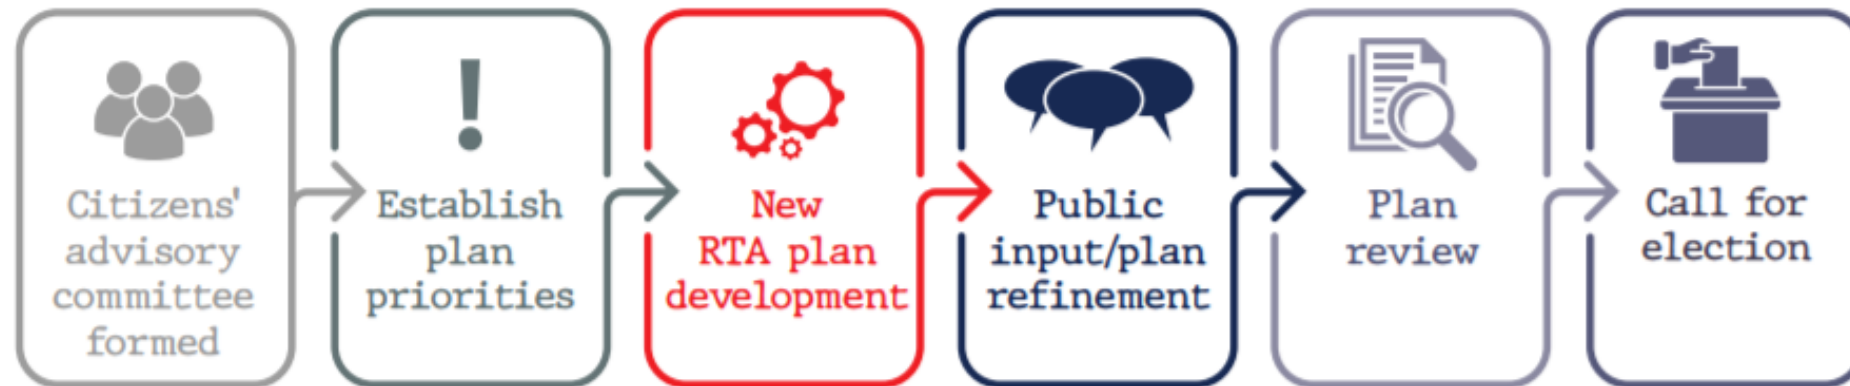 Citizens'
advisory
committee
formed
Establish
plan
priorities
New
RTA plan
development
Public
input/plan
refinement
Plan
review
Call for
election